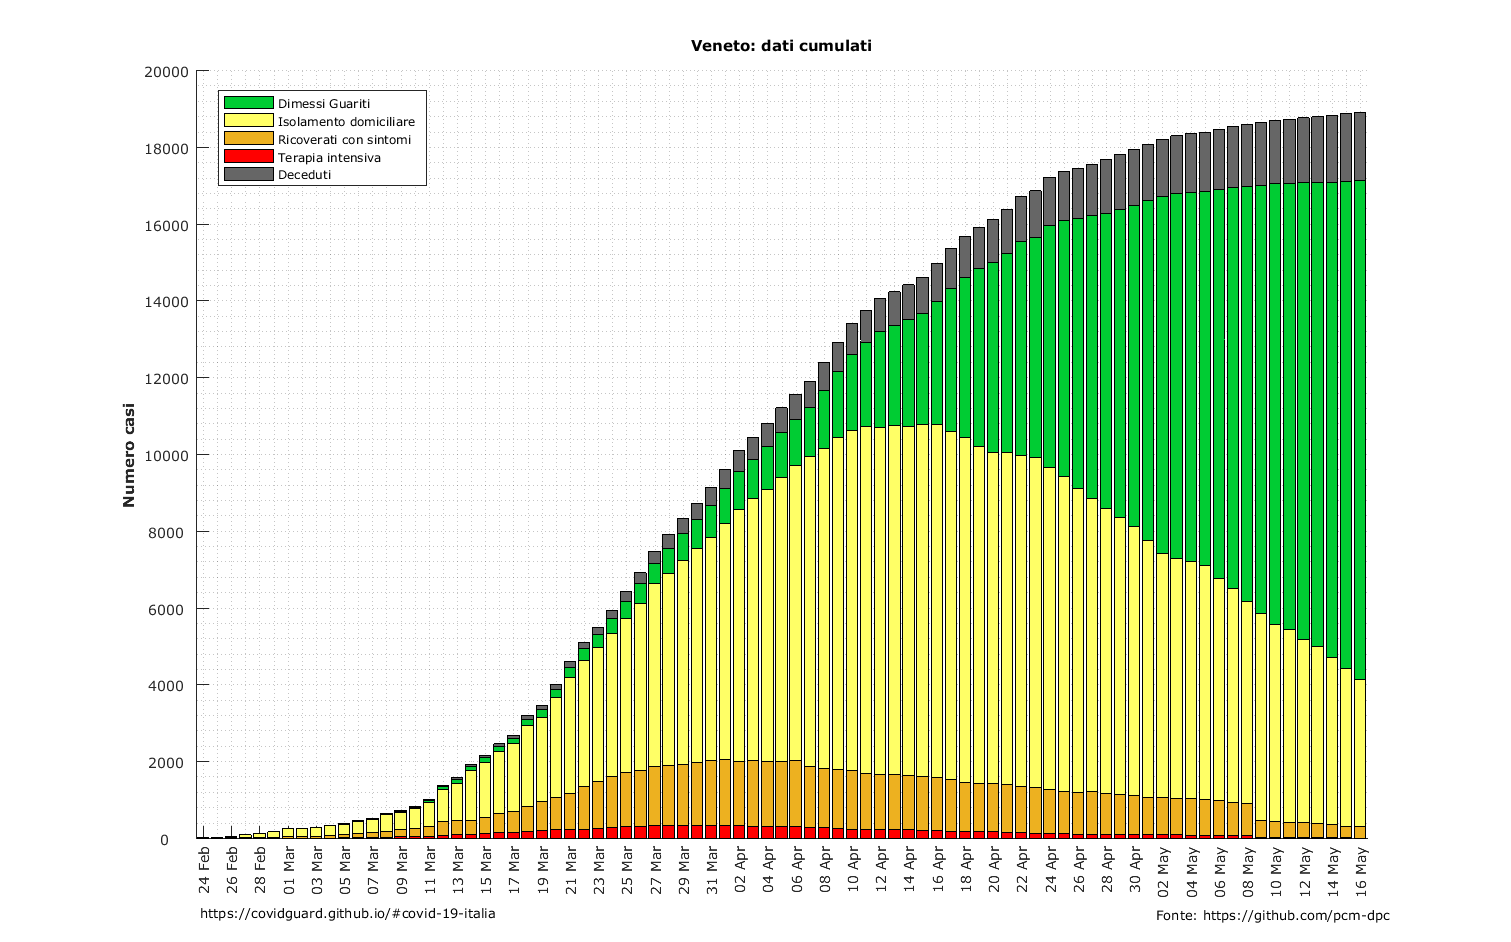 Veneto: dati cumulati
20000
18000
16000
14000
12000
10000
8000
6000
4000
2000
0
Numero casi
Dimessi Guariti
Isolamento domiciliare
Ricoverati con sintomi
Terapia intensiva
Deceduti
24 Feb
26 Feb
28 Feb
01 Mar
03 Mar
05 Mar
07 Mar
09 Mar
11 Mar
13 Mar
15 Mar
17 Mar
19 Mar
21 Mar
23 Mar
25 Mar
27 Mar
29 Mar
31 Mar
02 Apr
04 Apr
06 Apr
08 Apr
10 Apr
12 Apr
14 Apr
16 Apr
18 Apr
20 Apr
22 Apr
24 Apr
26 Apr
28 Apr
30 Apr
02 May
04 May
06 May
08 May
10 May
12 May
14 May
16 May
https://covidguard.github.io/#covid-19-italia
Fonte: https://github.com/pcm-dpc